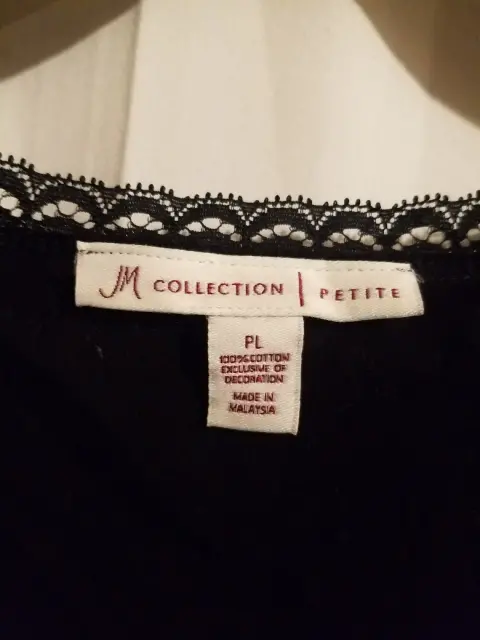 JM COLLECTION | PETITE
PL
100% COTTON
EXCLUSIVE OF
DECORATION
MADE IN
MALAYSIA